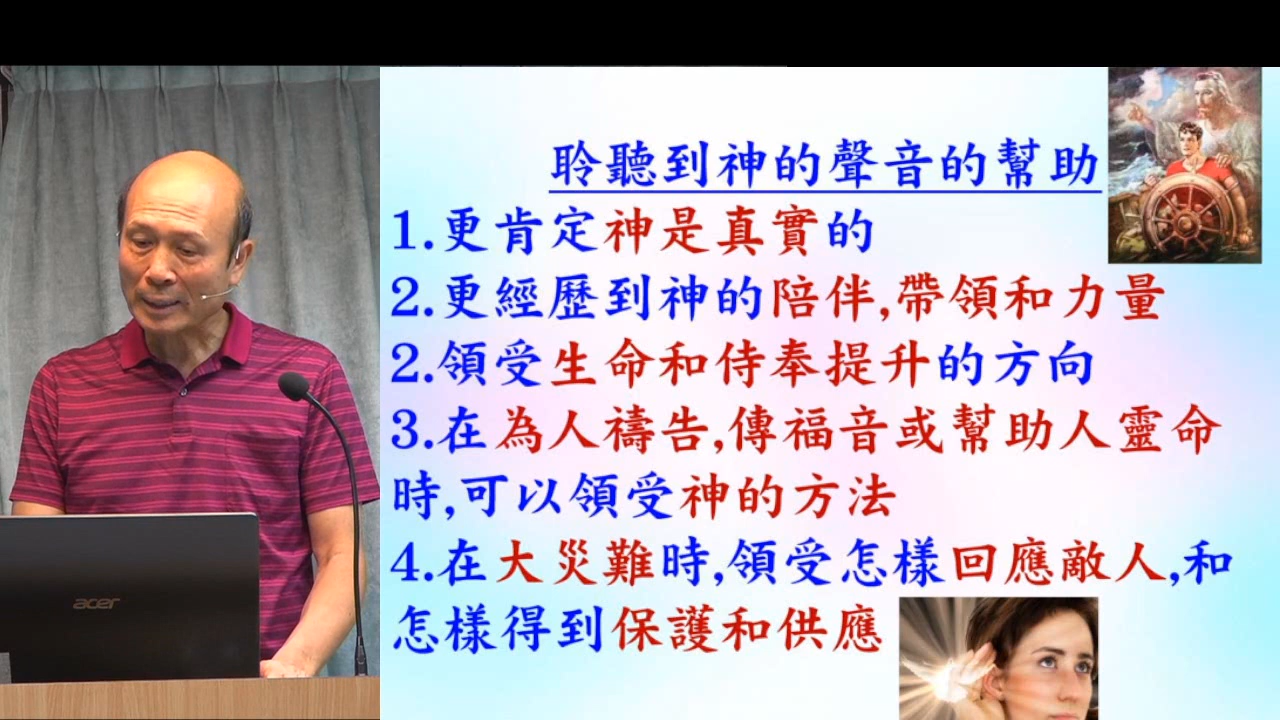 聆聽到神的聲音的幫助
1.更肯定神是真實的
2.更經歷到神的陪伴,帶領和力量
2.領受生命和侍奉提升的方向
3.在為人禱告,傳福音或幫助人靈命
時,可以領受神的方法
4.在大災難時,領受怎樣回應敵人,和
怎樣得到保護和供應
acer